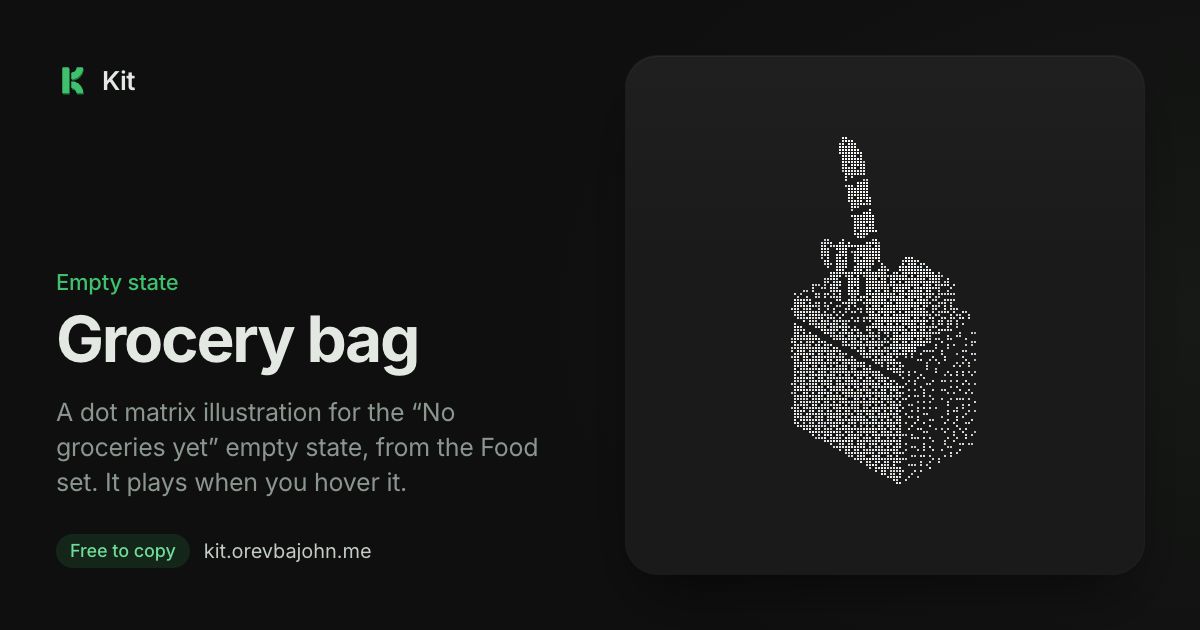 Kit
Empty state
Grocery bag
A dot matrix illustration for the “No
groceries yet” empty state, from the Food
set. It plays when you hover it.
Free to copy
kit.orevbajohn.me